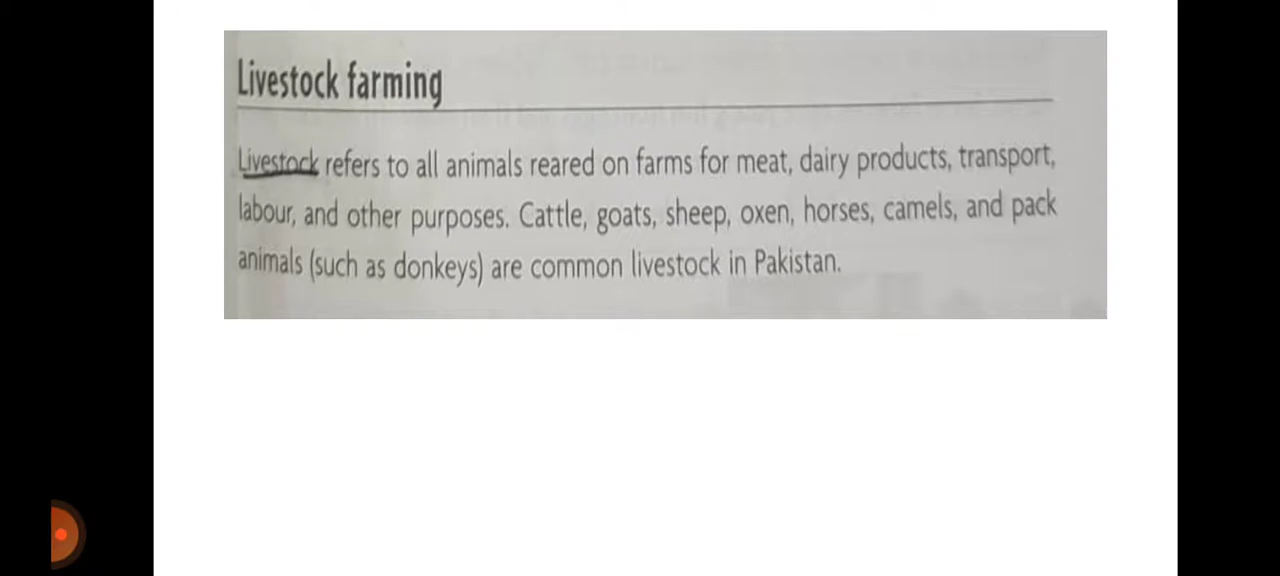 Livestock farming
Livestock refers to all animals reared on farms for meat, dairy products, transport,
labour, and other purposes. Cattle, goats, sheep, oxen, horses, camels, and pack
animals (such as donkeys) are common livestock in Pakistan.